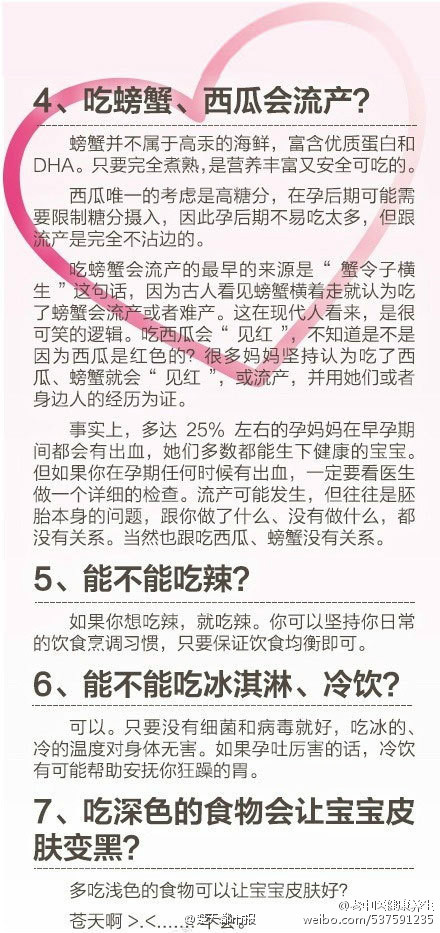 4、吃螃蟹、西瓜会流产？
螃蟹并不属于高汞的海鲜，富含优质蛋白和
DHA。只要完全煮熟，是营养丰富又安全可吃的。
西瓜唯一的考虑是高糖分，在孕后期可能需
要限制糖分摄入，因此孕后期不易吃太多，但跟
流产是完全不沾边的。
吃螃蟹会流产的最早的来源是“蟹令子横
生”这句话，因为古人看见螃蟹横着走就认为吃
了螃蟹会流产或者难产。这在现代人看来，是很
可笑的逻辑。吃西瓜会“见红”，不知道是不是
因为西瓜是红色的？很多妈妈坚持认为吃了西
瓜、螃蟹就会“见红”，或流产，并用她们或者
身边人的经历为证。
事实上，多达 25% 左右的孕妈妈在早孕期
间都会有出血，她们多数都能生下健康的宝宝。
但如果你在孕期任何时候有出血，一定要看医生
做一个详细的检查。流产可能发生，但往往是胚
胎本身的问题，跟你做了什么、没有做什么，都
没有关系。当然也跟吃西瓜、螃蟹没有关系。
5、能不能吃辣？
如果你想吃辣，就吃辣。你可以坚持你日常
的饮食烹调习惯，只要保证饮食均衡即可。
6、能不能吃冰淇淋、冷饮？
可以。只要没有细菌和病毒就好，吃冰的、
冷的温度对身体无害。如果孕吐厉害的话，冷饮
有可能帮助安抚你狂躁的胃。
7、吃深色的食物会让宝宝皮
肤变黑？
多吃浅色的食物可以让宝宝皮肤好？
苍天啊 >.<……不会。
weibo.com/537591235